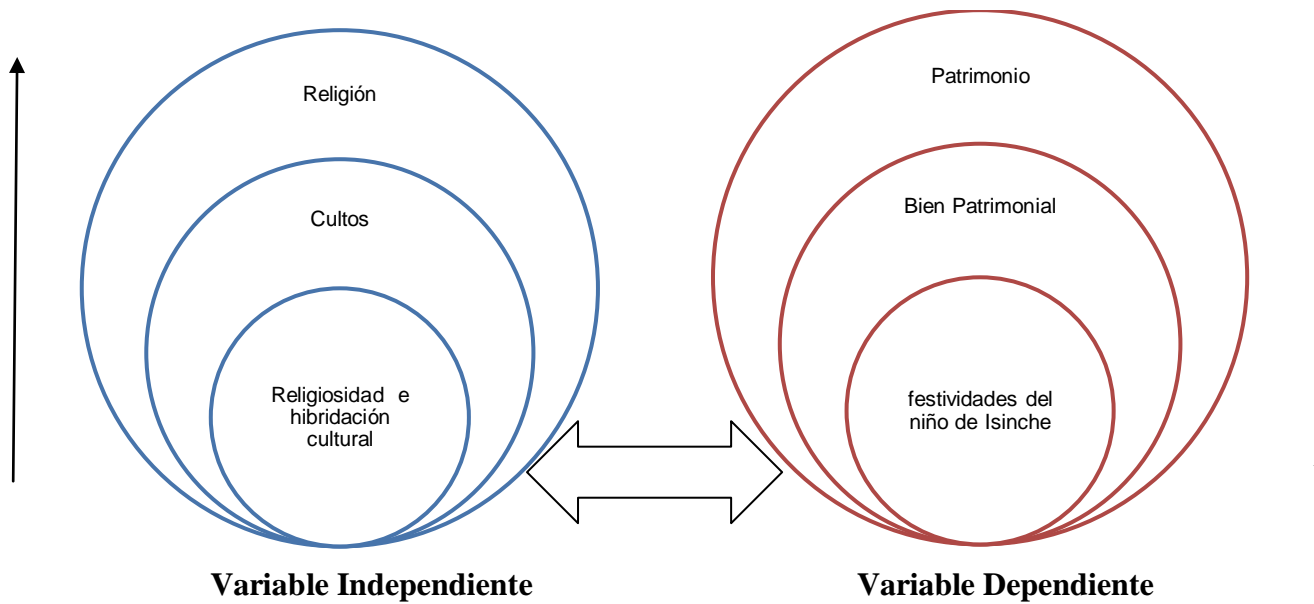 Religión
Cultos
Religiosidad e
hibridación
cultural
Variable Independiente
Patrimonio
Bien Patrimonial
festividades del
niño de Isinche
Variable Dependiente